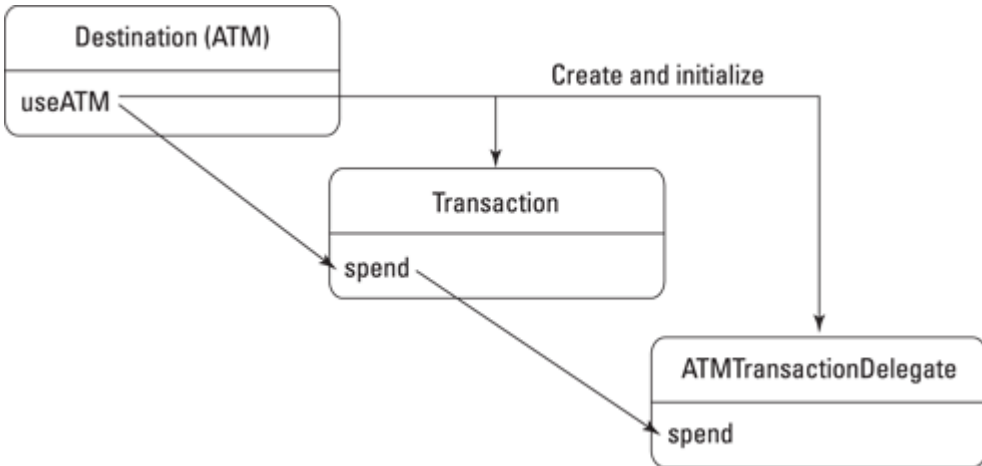 Destination (ATM)
useATM
Create and initialize
Transaction
spend
ATMTransactionDelegate
spend